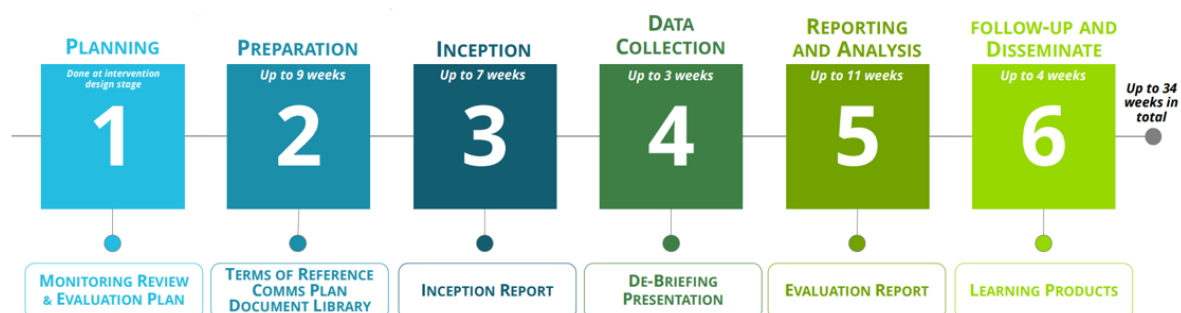 PLANNING
Done at intervention
design stage
1
MONITORING REVIEW
& EVALUATION PLAN
PREPARATION
Up to 9 weeks
2
TERMS OF REFERENCE
COMMS PLAN
DOCUMENT LIBRARY
INCEPTION
Up to 7 weeks
3
INCEPTION REPORT
DATA
COLLECTION
Up to 3 weeks
4
DE-BRIEFING
PRESENTATION
REPORTING
AND ANALYSIS
Up to 11 weeks
5
EVALUATION REPORT
FOLLOW-UP AND
DISSEMINATE
Up to 4 weeks
6
LEARNING PRODUCTS
Up to 34
weeks in
total